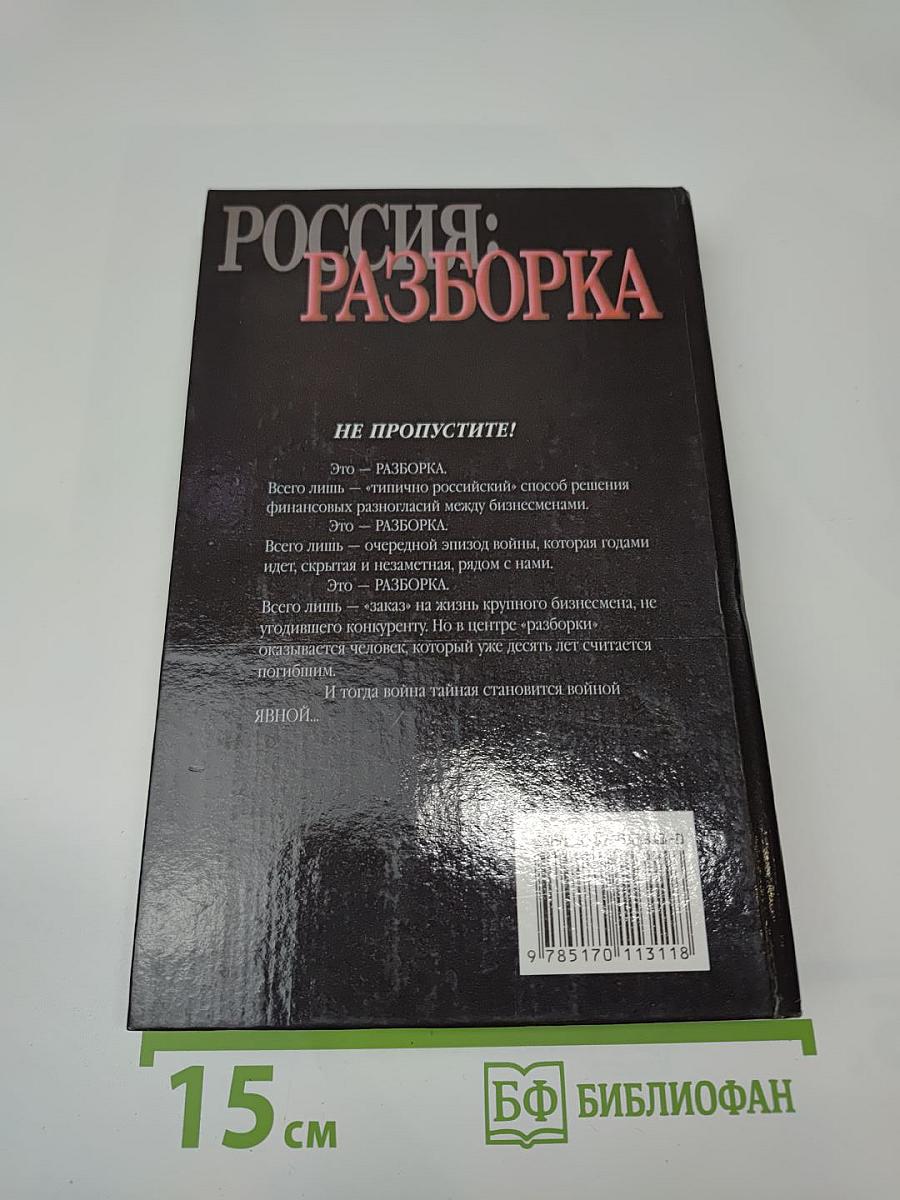 РОССИЯ:
РАЗБОРКА
НЕ ПРОПУСТИТЕ!
Это — РАЗБОРКА.
Всего лишь — «типично российский» способ решения
финансовых разногласий между бизнесменами.
Это — РАЗБОРКА.
Всего лишь — очередной эпизод войны, которая годами
идет, скрытая и незаметная, рядом с нами.
Это — РАЗБОРКА.
Всего лишь — «заказ» на жизнь крупного бизнесмена, не
угодившего конкуренту. Но в центре «разборки»
оказывается человек, который уже десять лет считается
погибшим.
И тогда война тайная становится войной
ЯВНОЙ...
9 785170 113118
15 см
БФ БИБЛИОФАН